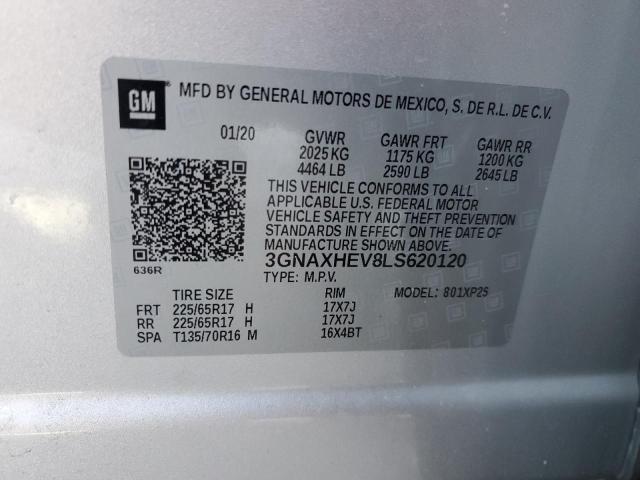 GM
MFD BY GENERAL MOTORS DE MEXICO, S. DE R.L. DE C.V.
01/20 GVWR GAWR FRT GAWR RR
2025 KG 1175 KG 1200 KG
4464 LB 2590 LB 2645 LB
THIS VEHICLE CONFORMS TO ALL
APPLICABLE U.S. FEDERAL MOTOR
VEHICLE SAFETY AND THEFT PREVENTION
STANDARDS IN EFFECT ON THE DATE OF
MANUFACTURE SHOWN ABOVE.
3GNAXHEV8LS620120
636R
TYPE: M.P.V.
TIRE SIZE RIM MODEL: 801XP25
FRT 225/65R17 H 17X7J
RR 225/65R17 H 17X7J
SPA T135/70R16 M 16X4BT